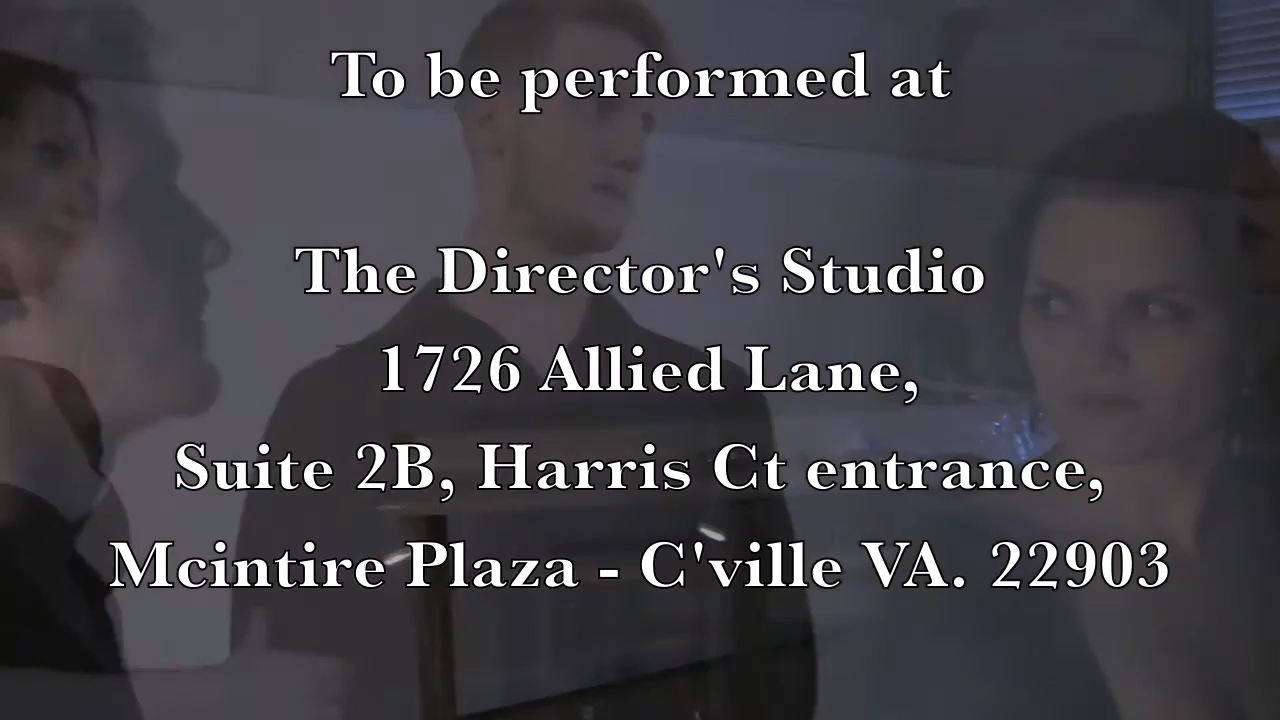 To be performed at
The Director's Studio
1726 Allied Lane,
Suite 2B, Harris Ct entrance,
Mcintire Plaza - C'ville VA. 22903